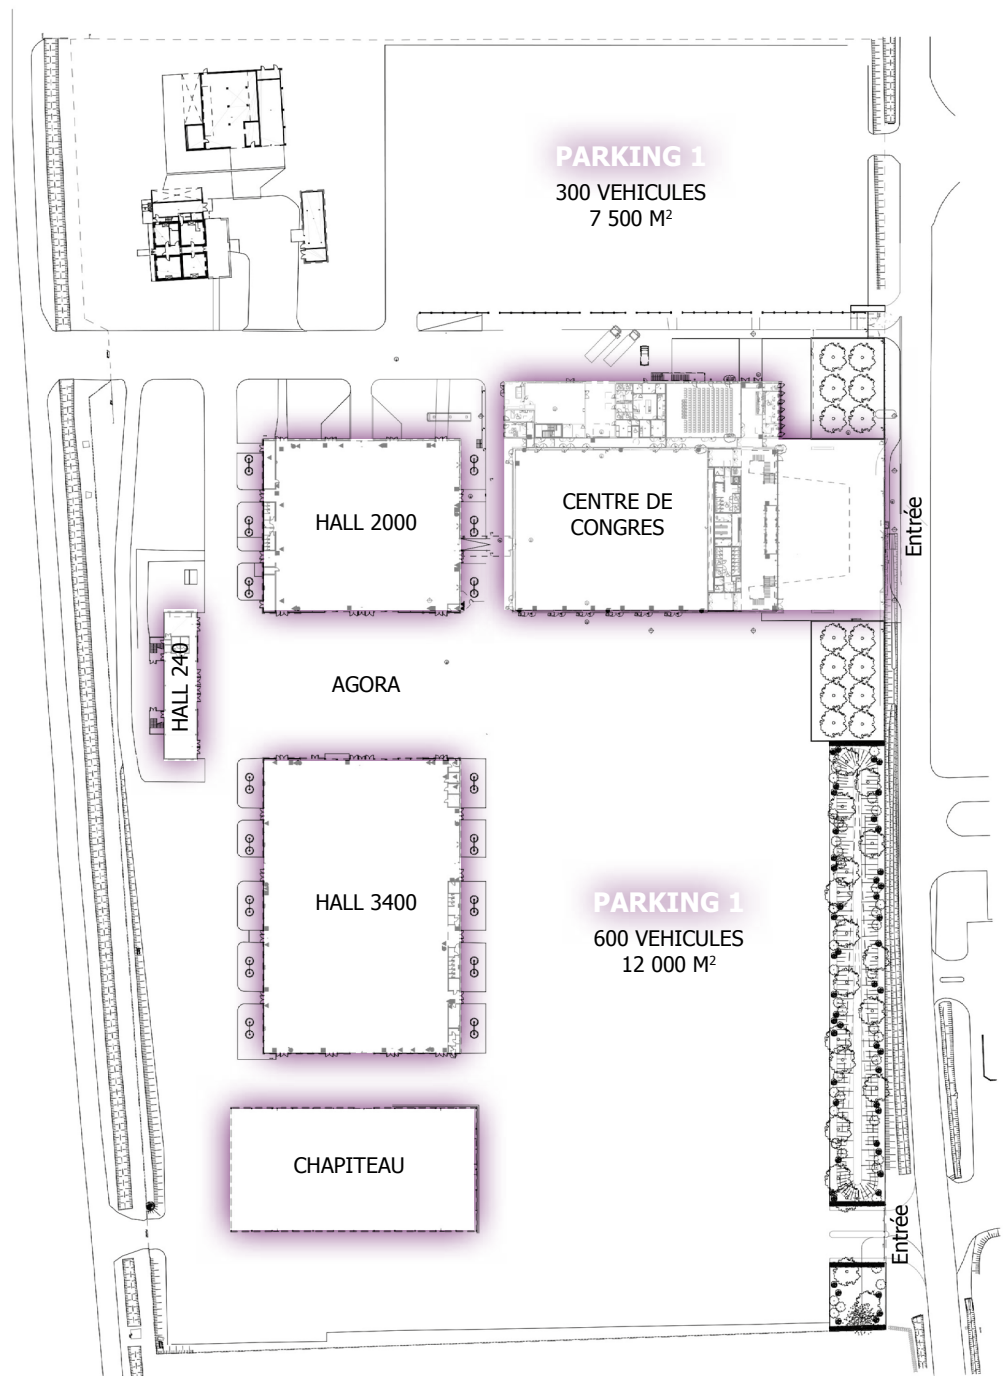 PARKING 1
300 VEHICULES
7 500 M²
CENTRE DE
CONGRES
HALL 2000
Entrée
HALL 240
AGORA
HALL 3400
PARKING 1
600 VEHICULES
12 000 M²
CHAPITEAU
Entrée